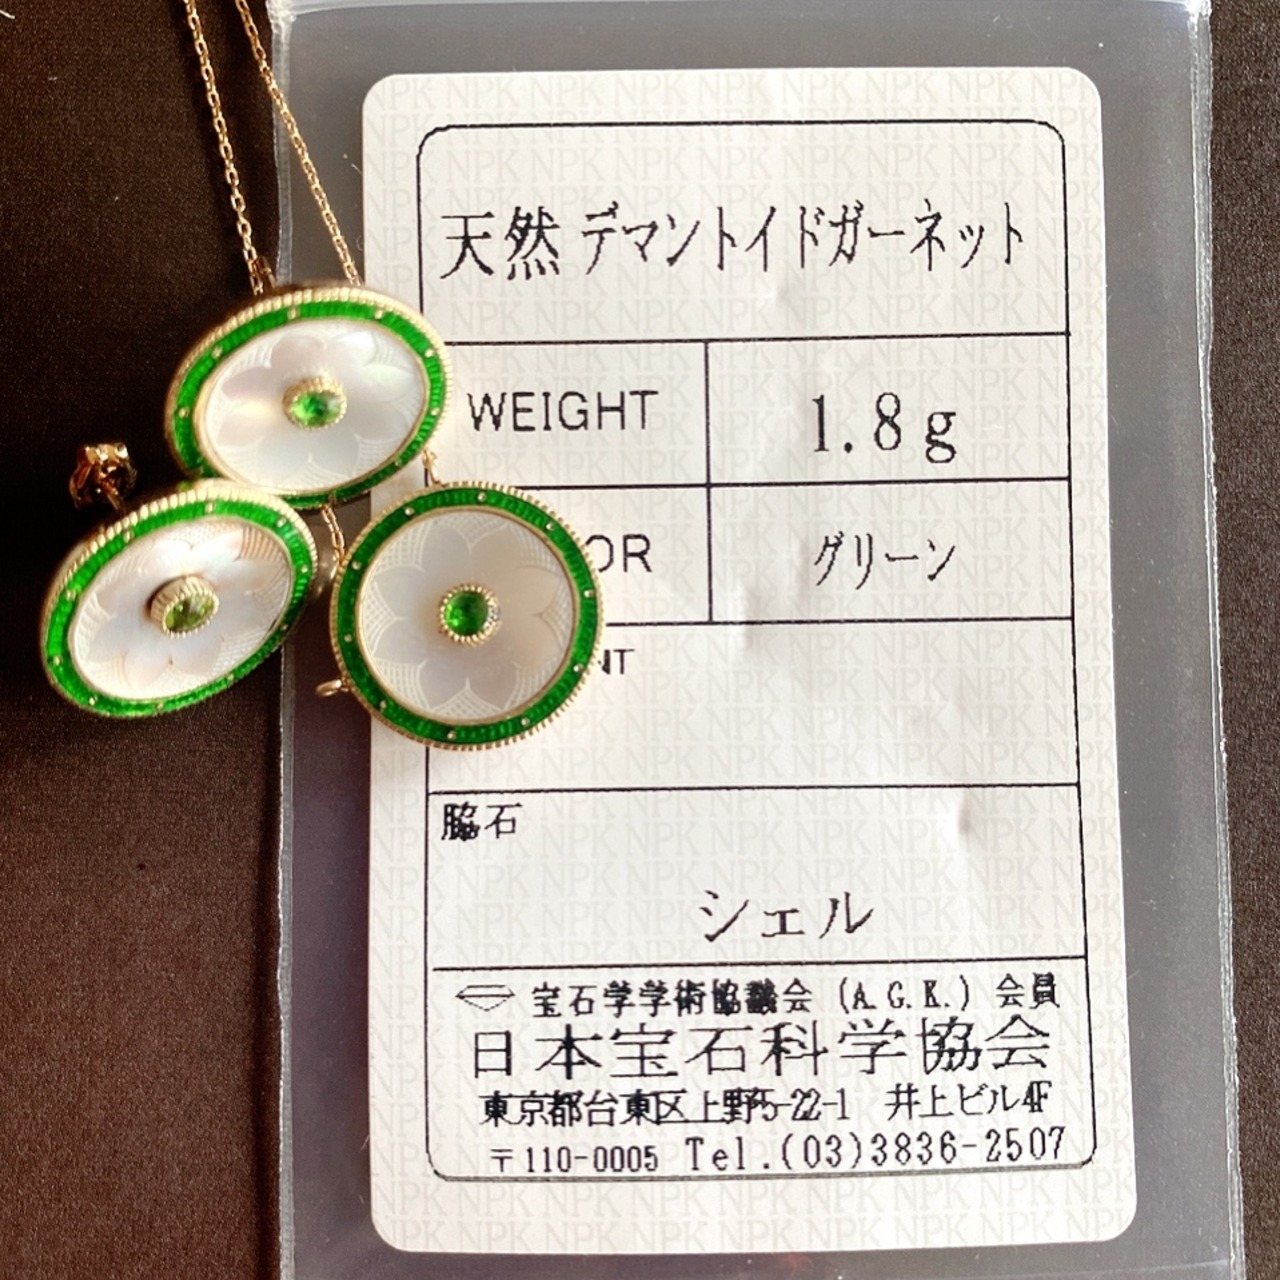 天然 デマントイドガーネット
WEIGHT 1.8g
OR グリーン
NT
脇石
シェル
宝石学学術協議会 (A.G.K.) 会員
日本宝石科学協会
東京都台東区上野5-22-1 井上ビル4F
〒110-0005 Tel.(03)3836-2507